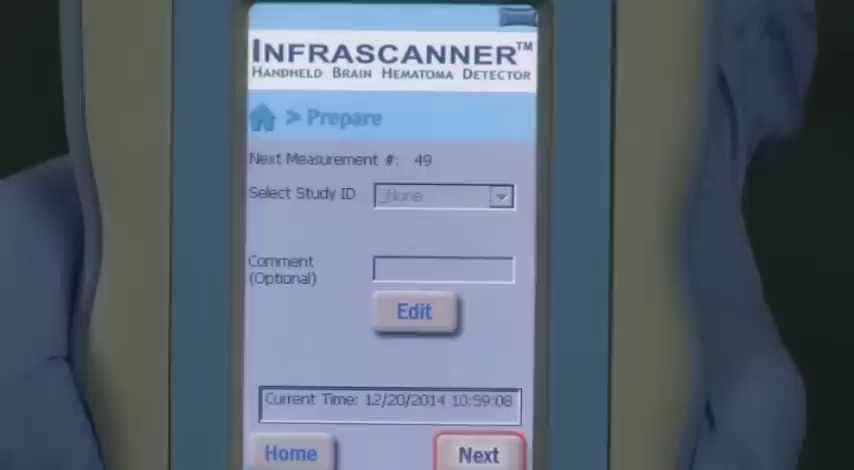 INFRASCANNER™
HANDHELD BRAIN HEMATOMA DETECTOR
> Prepare
Next Measurement #: 49
Select Study ID _None
Comment
(Optional)
Edit
Current Time: 12/20/2014 10:59:08
Home Next